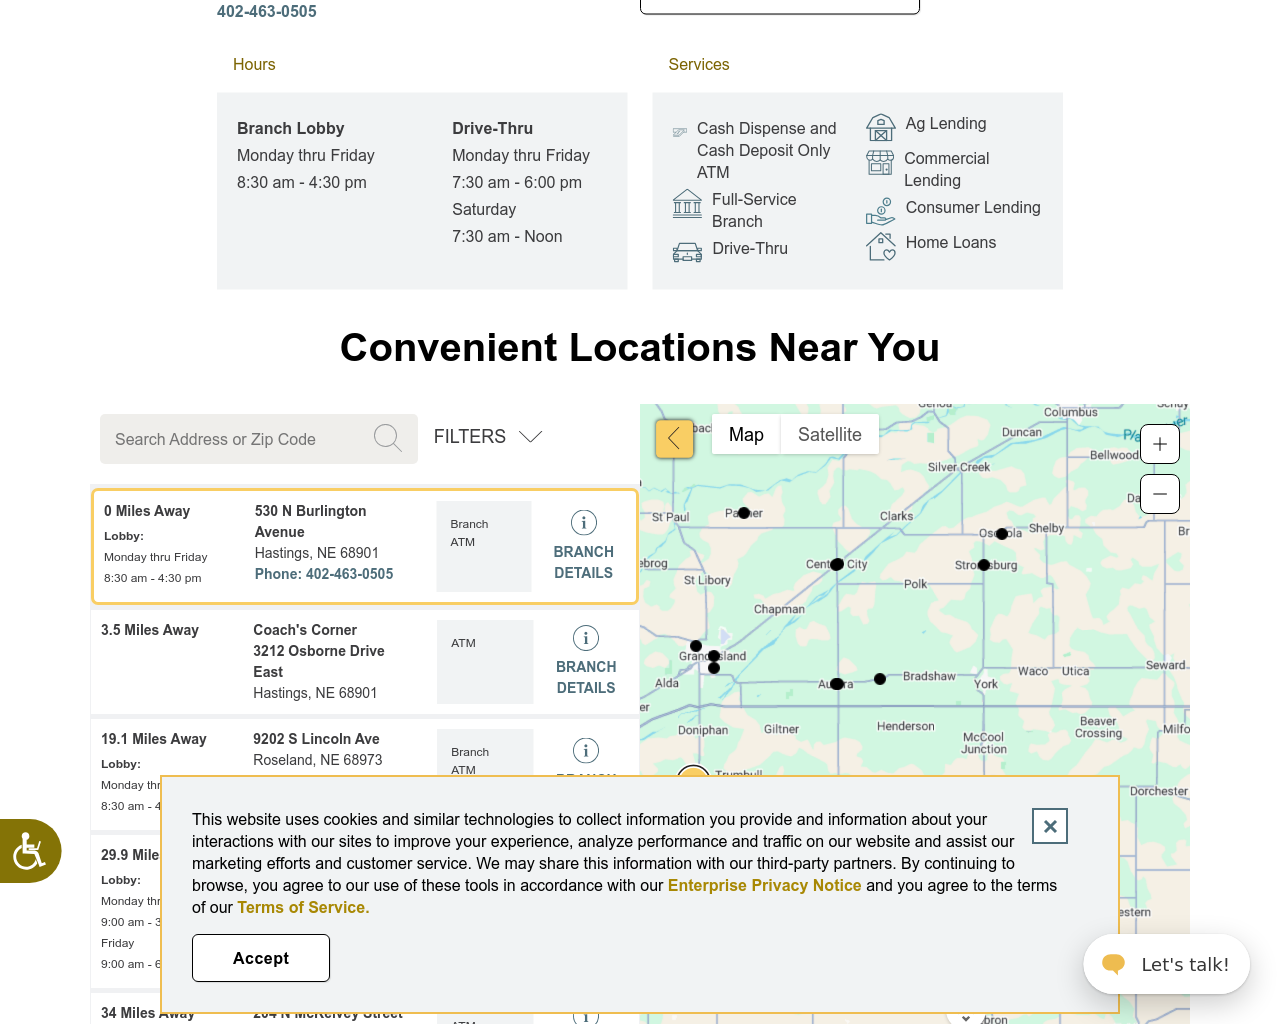 402-463-0505
Hours
Services
Branch Lobby
Monday thru Friday
8:30 am - 4:30 pm
Drive-Thru
Monday thru Friday
7:30 am - 6:00 pm
Saturday
7:30 am - Noon
Cash Dispense and
Cash Deposit Only
ATM
Full-Service
Branch
Drive-Thru
Ag Lending
Commercial
Lending
Consumer Lending
Home Loans
Convenient Locations Near You
Search Address or Zip Code
FILTERS
0 Miles Away
Lobby:
Monday thru Friday
8:30 am - 4:30 pm
530 N Burlington
Avenue
Hastings, NE 68901
Phone: 402-463-0505
Branch
ATM
BRANCH
DETAILS
3.5 Miles Away
Coach's Corner
3212 Osborne Drive
East
Hastings, NE 68901
ATM
BRANCH
DETAILS
19.1 Miles Away
Lobby:
Monday thr
8:30 am - 4
9202 S Lincoln Ave
Roseland, NE 68973
Branch
ATM
29.9 Mile
Lobby:
Monday thr
9:00 am - 3
Friday
9:00 am - 6
34 Miles Away
204 N McKelvey Street
Map
Satellite
Columbus
Duncan
Bellwood
Silver Creek
St Paul
Clarks
Shelby
Polk
St Libory
Chapman
Alda
Bradshaw
York
Waco
Utica
Seward
Doniphan
Giltner
Henderson
McCool
Junction
Beaver
Crossing
Milfo
Trumbull
Dorchester
estern
bron
This website uses cookies and similar technologies to collect information you provide and information about your
interactions with our sites to improve your experience, analyze performance and traffic on our website and assist our
marketing efforts and customer service. We may share this information with our third-party partners. By continuing to
browse, you agree to our use of these tools in accordance with our Enterprise Privacy Notice and you agree to the terms
of our Terms of Service.
Accept
Let's talk!